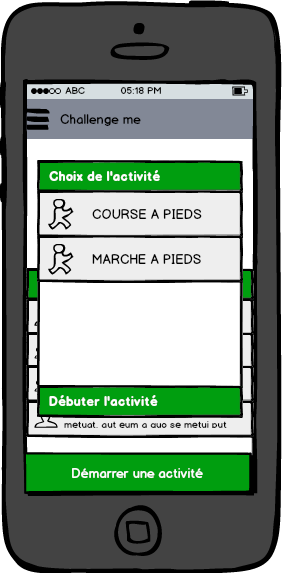 ABC 05:18 PM
Challenge me
Choix de l'activité
COURSE A PIEDS
MARCHE A PIEDS
Débuter l'activité
metuat, aut eum a quo se metui put
Démarrer une activité